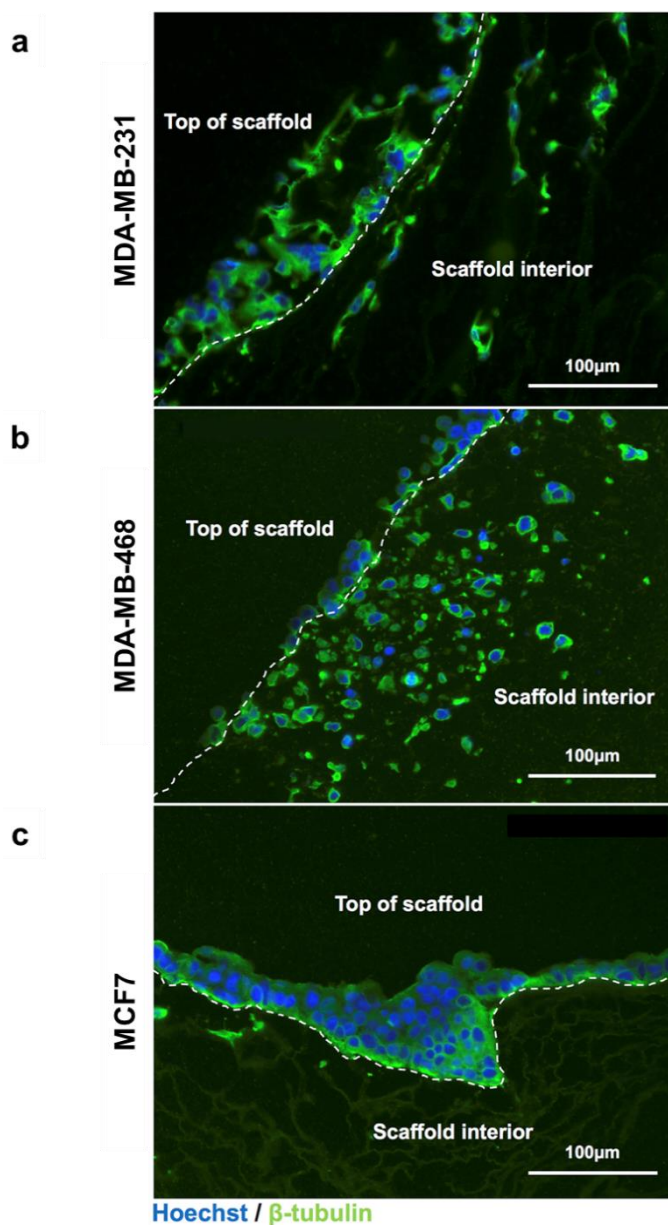 a
MDA-MB-231
Top of scaffold
Scaffold interior
100µm
b
MDA-MB-468
Top of scaffold
Scaffold interior
100µm
c
MCF7
Top of scaffold
Scaffold interior
100µm
Hoechst / β-tubulin